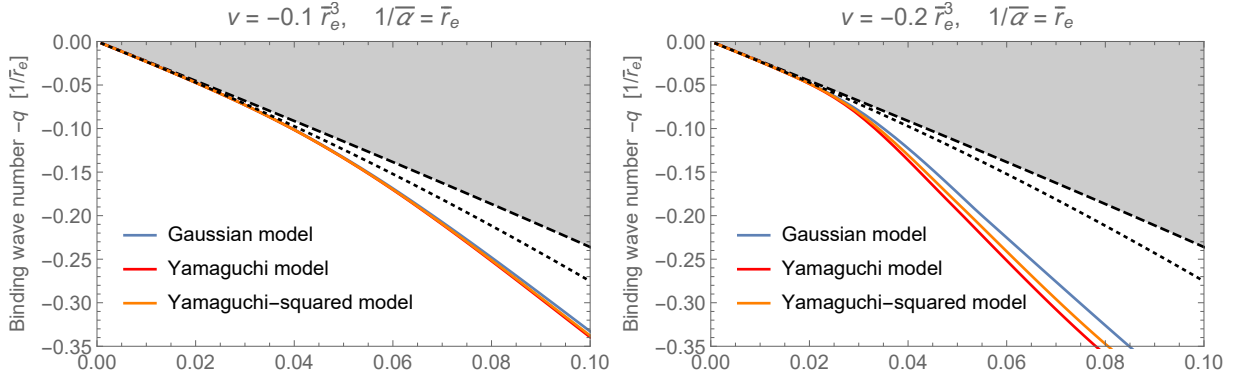 v = −0.1 r̅ₑ³, 1/α̅ = r̅ₑ
Binding wave number −q [1/r̅ₑ]
0.00
−0.05
−0.10
−0.15
−0.20
−0.25
−0.30
−0.35
Gaussian model
Yamaguchi model
Yamaguchi−squared model
0.00 0.02 0.04 0.06 0.08 0.10
v = −0.2 r̅ₑ³, 1/α̅ = r̅ₑ
Binding wave number −q [1/r̅ₑ]
0.00
−0.05
−0.10
−0.15
−0.20
−0.25
−0.30
−0.35
Gaussian model
Yamaguchi model
Yamaguchi−squared model
0.00 0.02 0.04 0.06 0.08 0.10